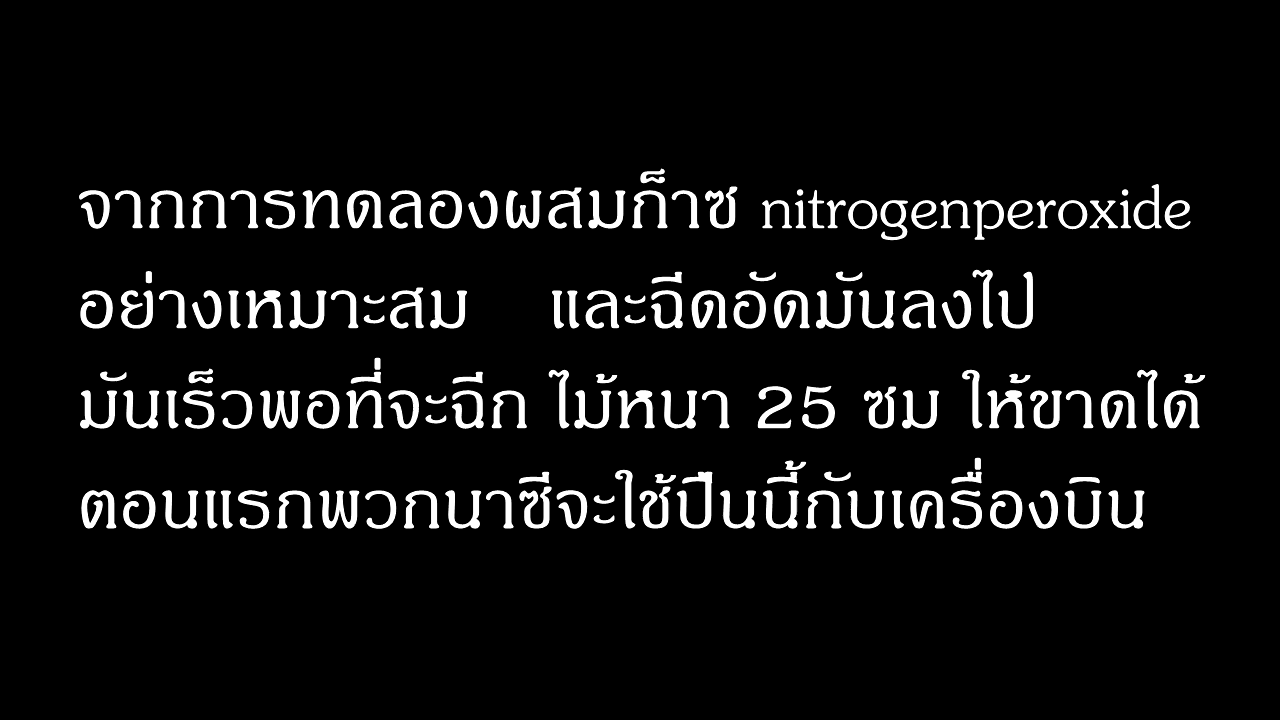 จากการทดลองผสมก็าซ nitrogenperoxide
อย่างเหมาะสม และฉีดอัดมันลงไป
มันเร็วพอที่จะฉีก ไม้หนา 25 ซม ให้ขาดได้
ตอนแรกพวกนาซีจะใช้ปืนนี้กับเครื่องบิน